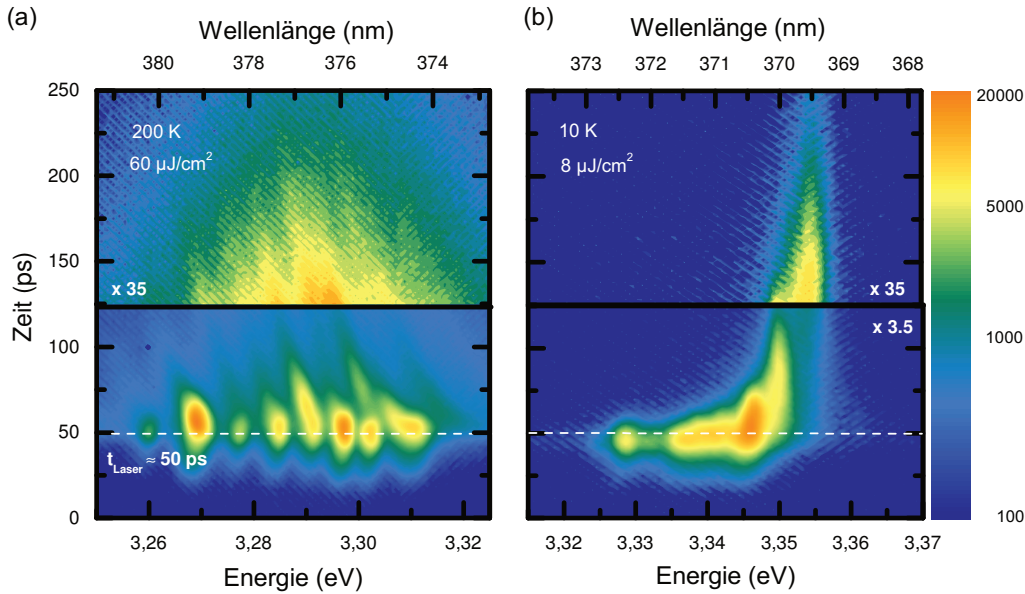 (a)
Wellenlänge (nm)
380 378 376 374
250
200
150
100
50
0
Zeit (ps)
200 K
60 µJ/cm²
x 35
t_Laser ≈ 50 ps
3,26 3,28 3,30 3,32
Energie (eV)
(b)
Wellenlänge (nm)
373 372 371 370 369 368
10 K
8 µJ/cm²
x 35
x 3.5
3,32 3,33 3,34 3,35 3,36 3,37
Energie (eV)
20000
5000
1000
100